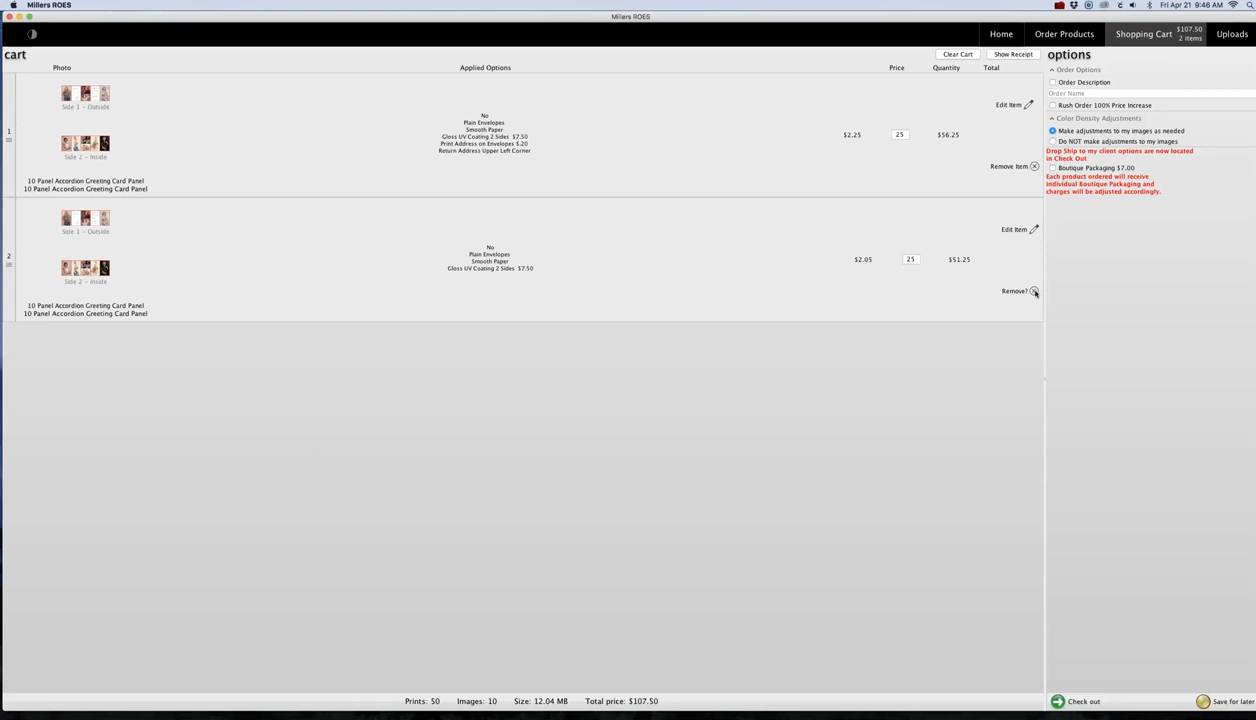 Millers ROES
Fri Apr 21 9:46 AM
Millers ROES
Home
Order Products
Shopping Cart
$107.50
2 items
Uploads
cart
Clear Cart
Show Receipt
options
Photo
Applied Options
Price
Quantity
Total
Order Options
Order Description
Order Name
Rush Order 100% Price Increase
Color Density Adjustments
Make adjustments to my images as needed
Do NOT make adjustments to my images
Drop Ship to my client options are now located
in Check Out
Boutique Packaging $7.00
Each product ordered will receive
individual Boutique Packaging and
charges will be adjusted accordingly.
1
Side 1 - Outside
Side 2 - Inside
10 Panel Accordion Greeting Card Panel
10 Panel Accordion Greeting Card Panel
No
Plain Envelopes
Smooth Paper
Gloss UV Coating 2 Sides $7.50
Print Address on Envelopes $.20
Return Address Upper Left Corner
$2.25
25
$56.25
Edit Item
Remove Item
2
Side 1 - Outside
Side 2 - Inside
10 Panel Accordion Greeting Card Panel
10 Panel Accordion Greeting Card Panel
No
Plain Envelopes
Smooth Paper
Gloss UV Coating 2 Sides $7.50
$2.05
25
$51.25
Edit Item
Remove?
Prints: 50
Images: 10
Size: 12.04 MB
Total price: $107.50
Check out
Save for later